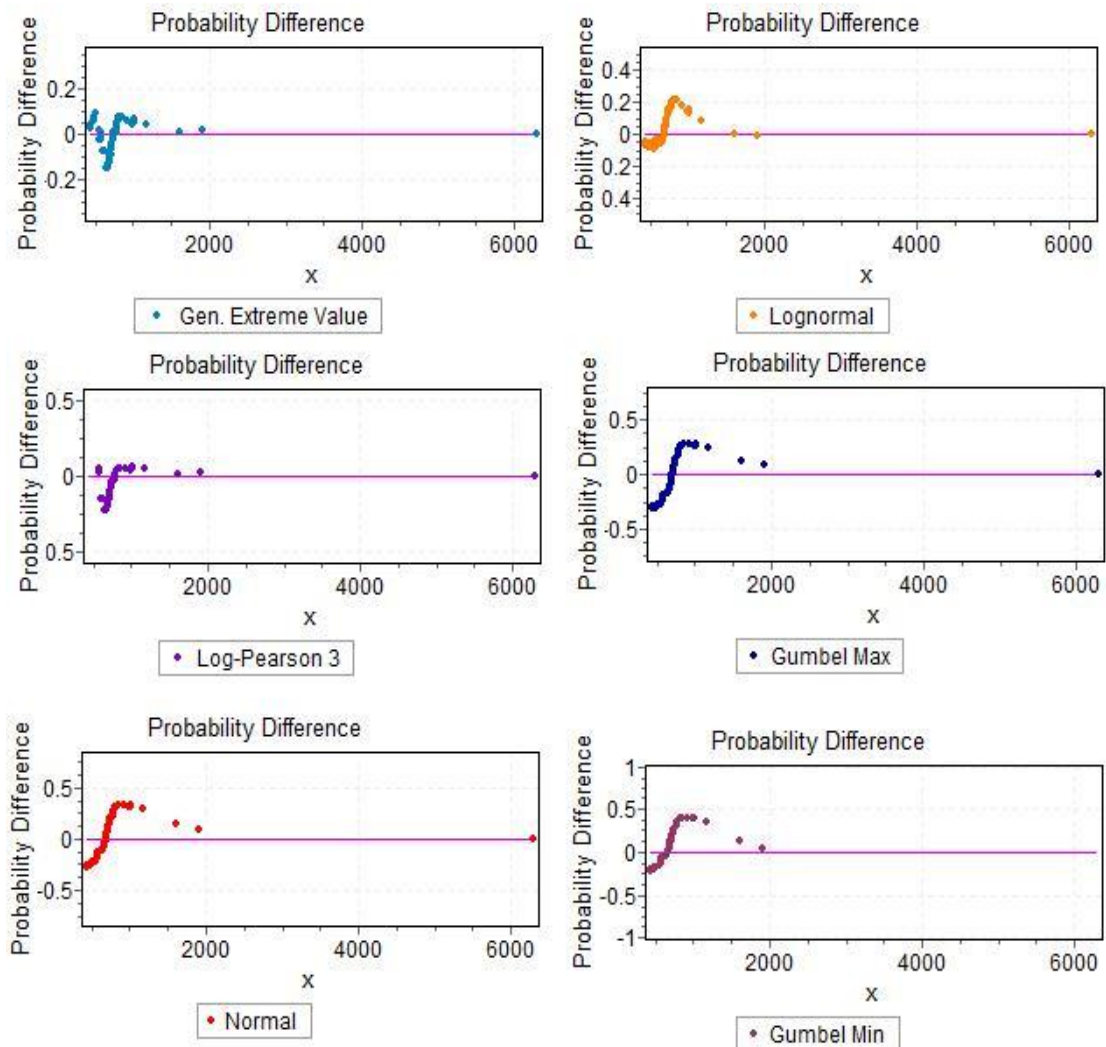 Probability Difference
Probability Difference
0.2
0
-0.2
2000
4000
6000
x
Gen. Extreme Value
Probability Difference
Probability Difference
0.4
0.2
0
0.2
0.4
2000
4000
6000
x
Lognormal
Probability Difference
Probability Difference
0.5
0
0.5
2000
4000
6000
x
Log-Pearson 3
Probability Difference
Probability Difference
0.5
0
-0.5
2000
4000
6000
x
Gumbel Max
Probability Difference
Probability Difference
0.5
0
-0.5
2000
4000
6000
x
Normal
Probability Difference
Probability Difference
1
0.5
0
-0.5
-1
2000
4000
6000
x
Gumbel Min